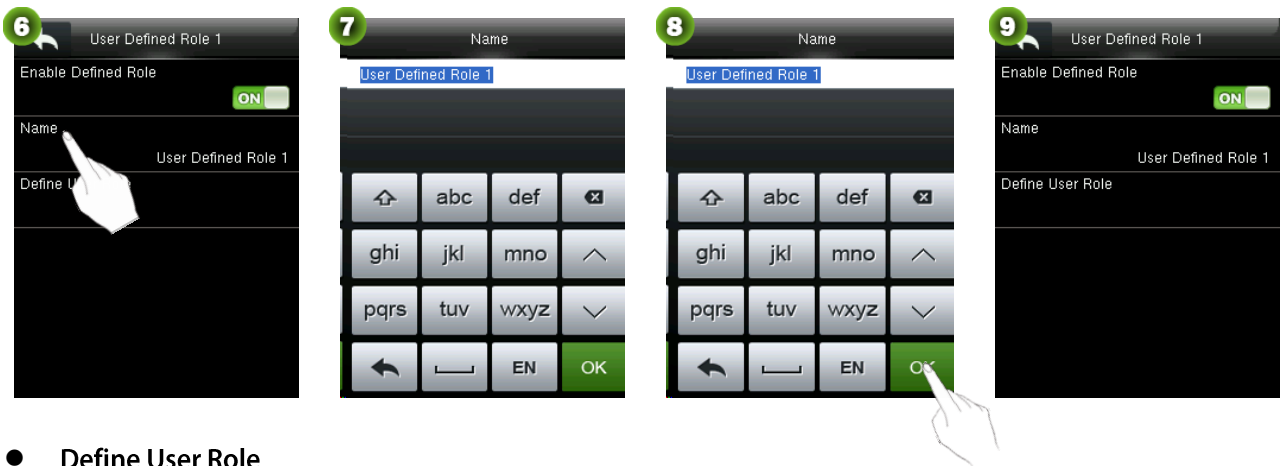 6
User Defined Role 1
Enable Defined Role
ON
Name
User Defined Role 1
Define U
7
Name
User Defined Role 1
abc def
ghi jkl mno
pqrs tuv wxyz
EN OK
8
Name
User Defined Role 1
abc def
ghi jkl mno
pqrs tuv wxyz
EN OK
9
User Defined Role 1
Enable Defined Role
ON
Name
User Defined Role 1
Define User Role
● Define User Role